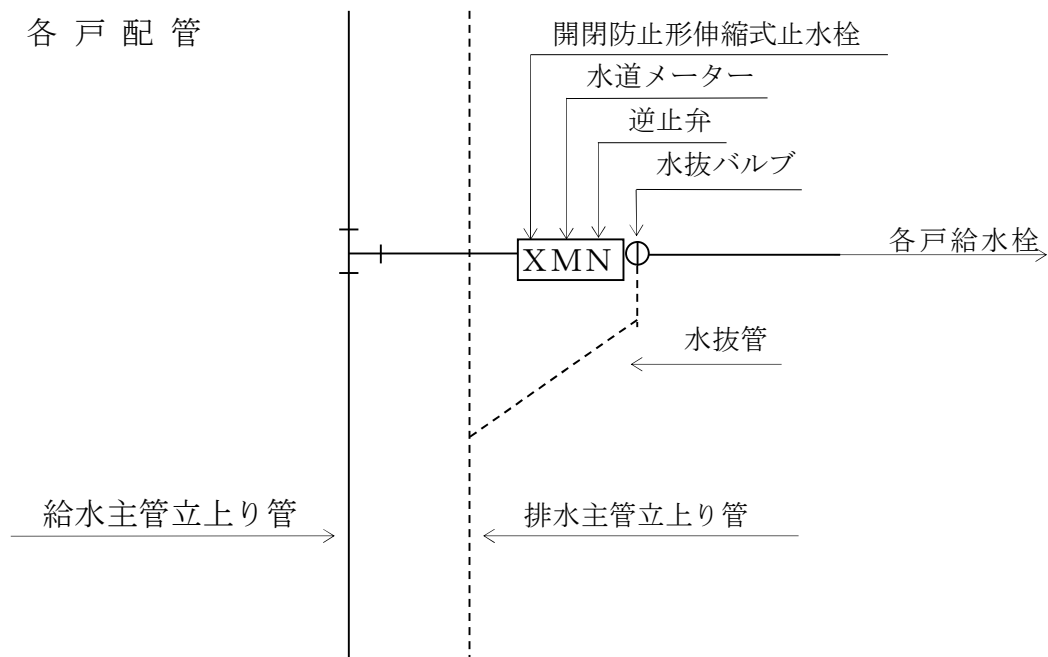 各戸配管
開閉防止形伸縮式止水栓
水道メーター
逆止弁
水抜バルブ
XMN
各戸給水栓
水抜管
給水主管立上り管
排水主管立上り管